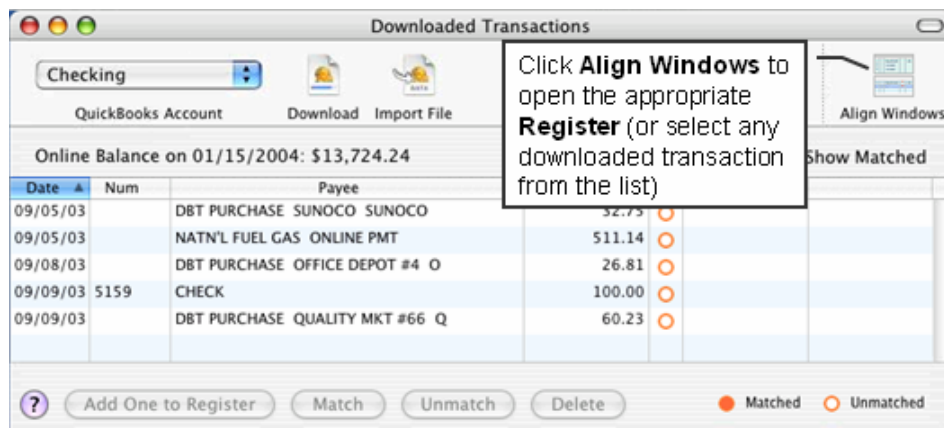 Downloaded Transactions
Checking
QuickBooks Account
Download
Import File
Align Windows
Click Align Windows to
open the appropriate
Register (or select any
downloaded transaction
from the list)
Online Balance on 01/15/2004: $13,724.24
Show Matched
Date Num Payee
09/05/03 DBT PURCHASE SUNOCO SUNOCO 32.75
09/05/03 NATN'L FUEL GAS ONLINE PMT 511.14
09/08/03 DBT PURCHASE OFFICE DEPOT #4 O 26.81
09/09/03 5159 CHECK 100.00
09/09/03 DBT PURCHASE QUALITY MKT #66 Q 60.23
? Add One to Register Match Unmatch Delete Matched Unmatched